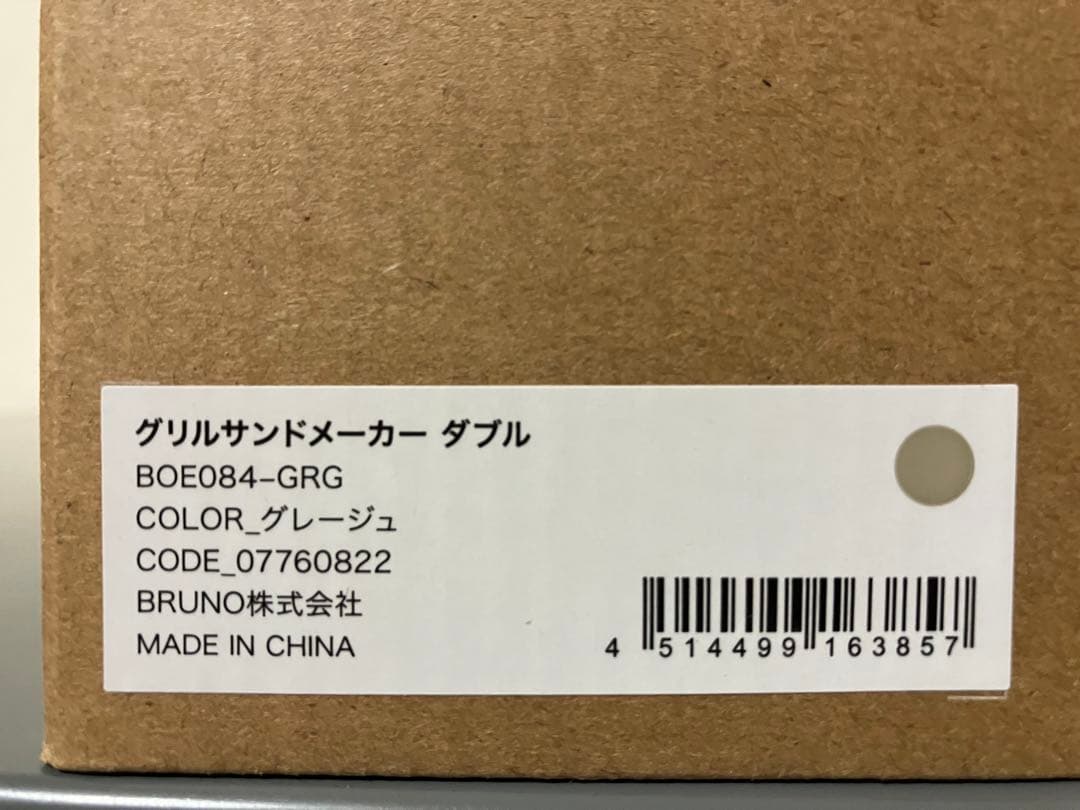 グリルサンドメーカー ダブル
BOE084-GRG
COLOR_グレージュ
CODE_07760822
BRUNO株式会社
MADE IN CHINA
4 514499 163857